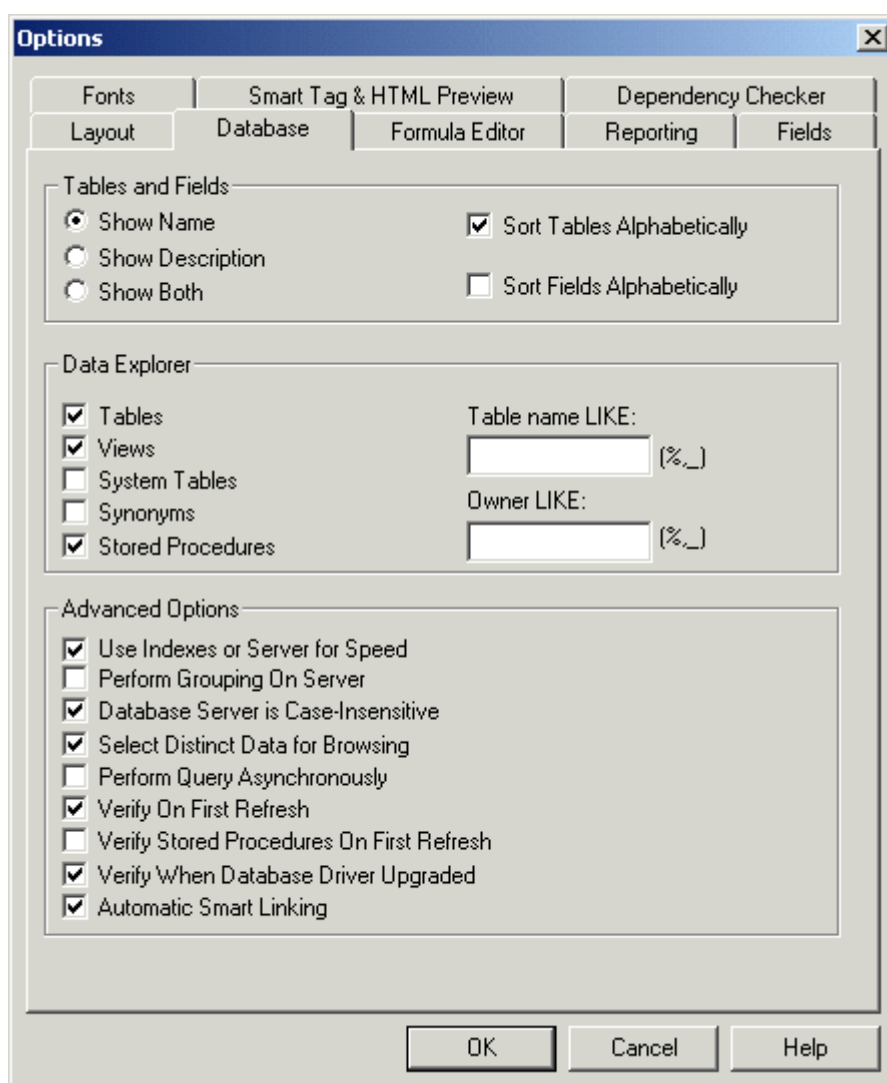 Options
Fonts
Smart Tag & HTML Preview
Dependency Checker
Layout
Database
Formula Editor
Reporting
Fields
Tables and Fields
Show Name
Show Description
Show Both
Sort Tables Alphabetically
Sort Fields Alphabetically
Data Explorer
Tables
Views
System Tables
Synonyms
Stored Procedures
Table name LIKE:
(%,_)
Owner LIKE:
(%,_)
Advanced Options
Use Indexes or Server for Speed
Perform Grouping On Server
Database Server is Case-Insensitive
Select Distinct Data for Browsing
Perform Query Asynchronously
Verify On First Refresh
Verify Stored Procedures On First Refresh
Verify When Database Driver Upgraded
Automatic Smart Linking
OK
Cancel
Help